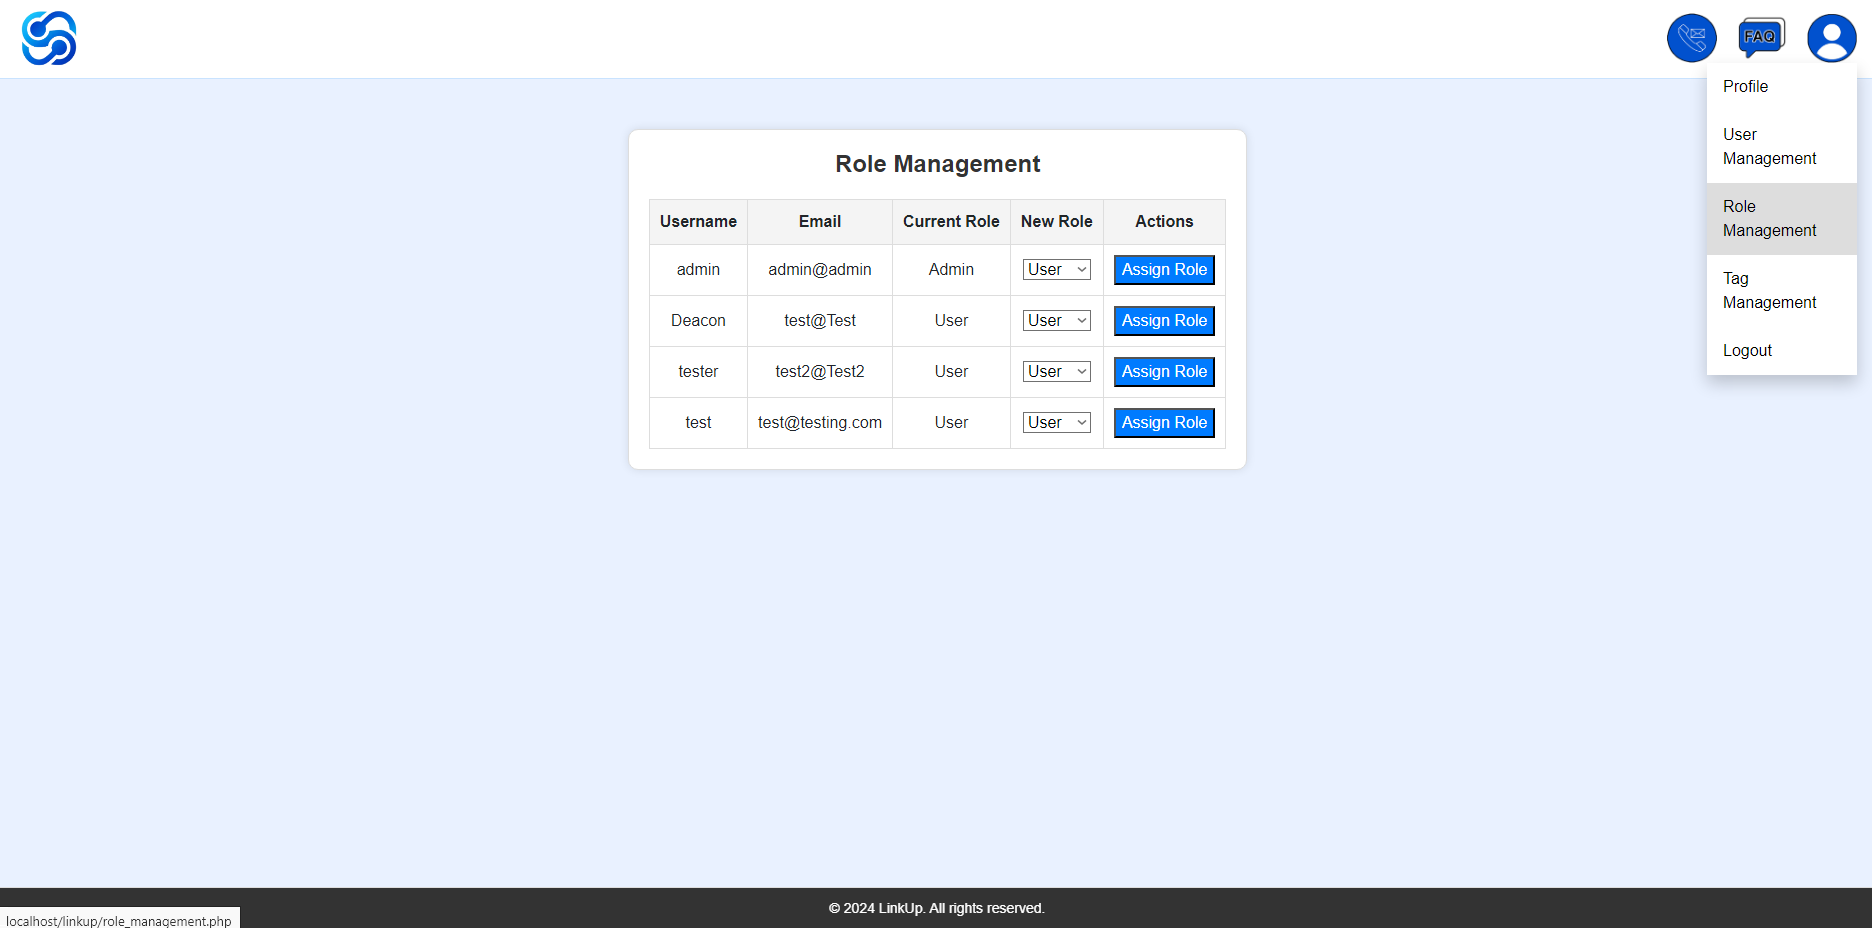 FAQ
Profile
User
Management
Role
Management
Tag
Management
Logout
Role Management
Username Email Current Role New Role Actions
admin admin@admin Admin User Assign Role
Deacon test@Test User User Assign Role
tester test2@Test2 User User Assign Role
test test@testing.com User User Assign Role
© 2024 LinkUp. All rights reserved.
localhost/linkup/role_management.php